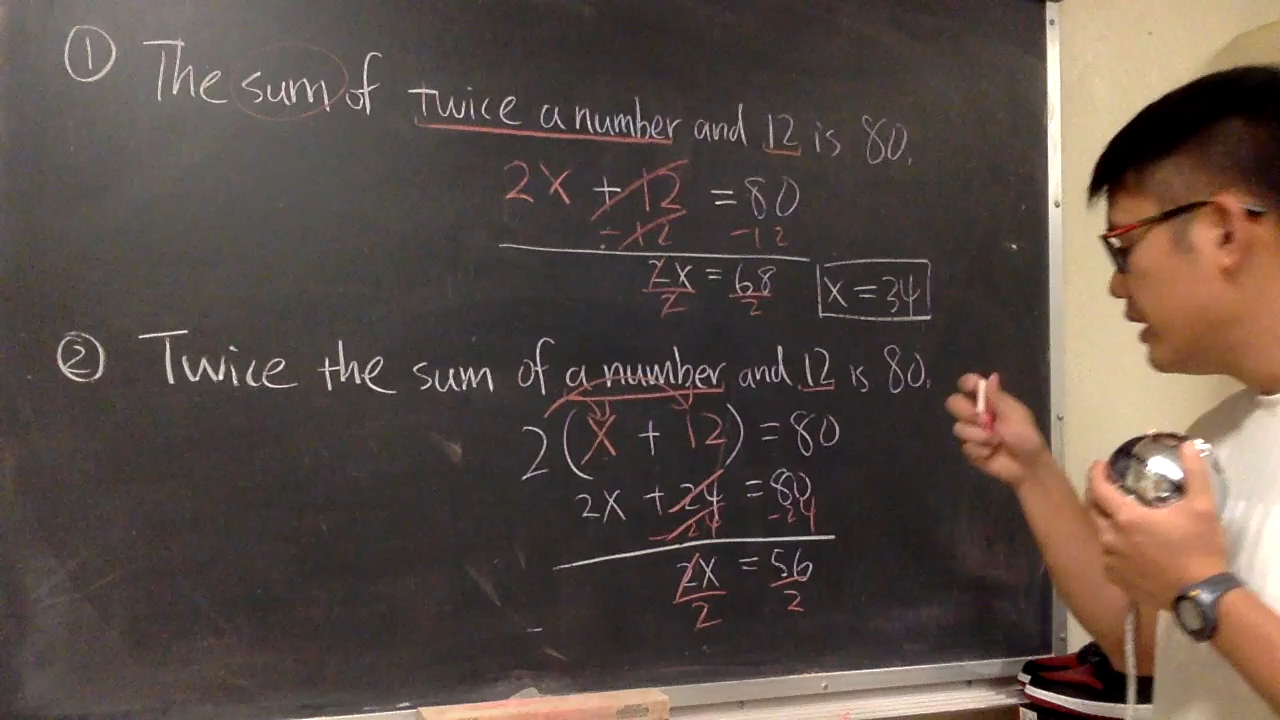 ① The sum of twice a number and 12 is 80.
2x + 12 = 80
- 12 -12
2x = 68
2 2
x = 34
② Twice the sum of a number and 12 is 80.
2(x + 12) = 80
2x + 24 = 80
- 24 -24
2x = 56
2 2